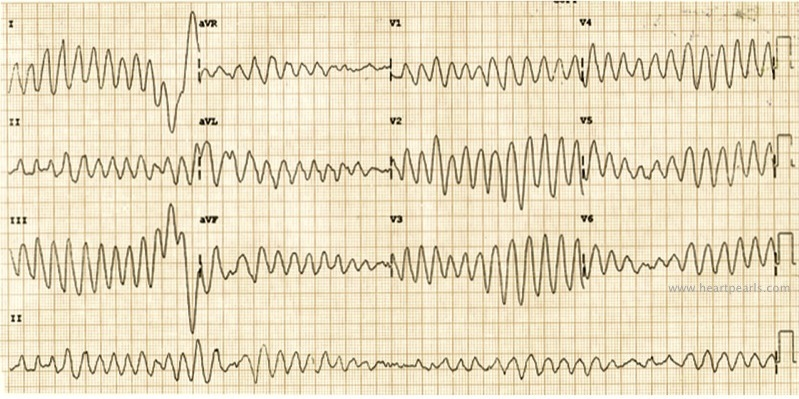 I aVR V1 V4
II aVL V2 V5
III aVF V3 V6
www.heartpearls.com
II